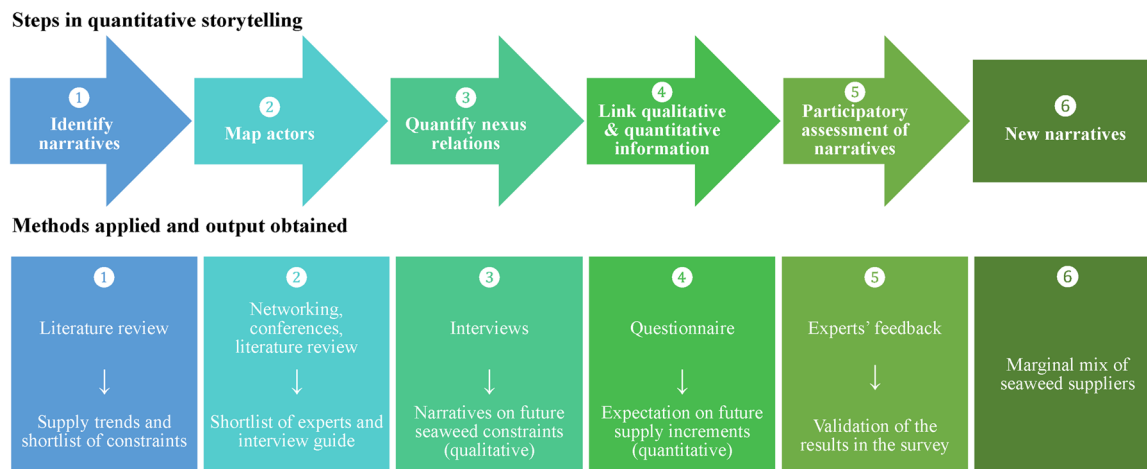 Steps in quantitative storytelling
1
Identify
narratives
2
Map actors
3
Quantify nexus
relations
4
Link qualitative
& quantitative
information
5
Participatory
assessment of
narratives
6
New narratives
Methods applied and output obtained
1
Literature review
↓
Supply trends and
shortlist of constraints
2
Networking,
conferences,
literature review
↓
Shortlist of experts and
interview guide
3
Interviews
↓
Narratives on future
seaweed constraints
(qualitative)
4
Questionnaire
↓
Expectation on future
supply increments
(quantitative)
5
Experts’ feedback
↓
Validation of the
results in the survey
6
Marginal mix of
seaweed suppliers